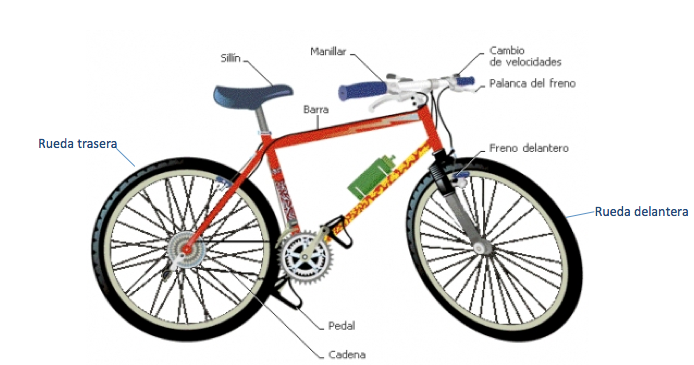 Manillar
Cambio
de velocidades
Sillín
Palanca del freno
Barra
Rueda trasera
Freno delantero
Rueda delantera
Pedal
Cadena